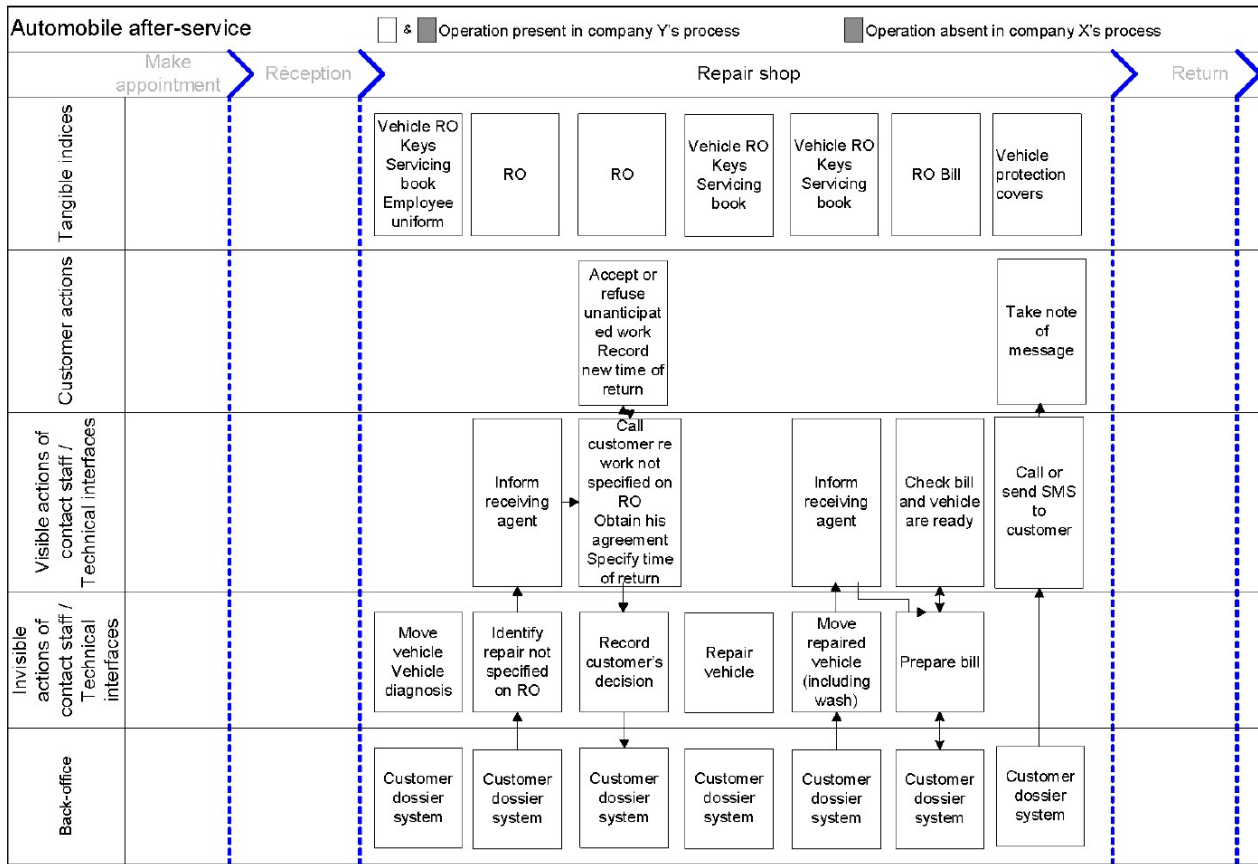 Automobile after-service
& Operation present in company Y's process
Operation absent in company X's process
Make
appointment
Réception
Repair shop
Return
Tangible indices
Vehicle RO
Keys
Servicing
book
Employee
uniform
RO
RO
Vehicle RO
Keys
Servicing
book
Vehicle RO
Keys
Servicing
book
RO Bill
Vehicle
protection
covers
Customer actions
Accept or
refuse
unanticipat
ed work
Record
new time of
return
Take note
of
message
Visible actions of
contact staff /
Technical interfaces
Inform
receiving
agent
Call
customer re
work not
specified on
RO
Obtain his
agreement
Specify time
of return
Inform
receiving
agent
Check bill
and vehicle
are ready
Call or
send SMS
to
customer
Invisible
actions of
contact staff /
Technical
interfaces
Move
vehicle
Vehicle
diagnosis
Identify
repair not
specified
on RO
Record
customer's
decision
Repair
vehicle
Move
repaired
vehicle
(including
wash)
Prepare bill
Back-office
Customer
dossier
system
Customer
dossier
system
Customer
dossier
system
Customer
dossier
system
Customer
dossier
system
Customer
dossier
system
Customer
dossier
system